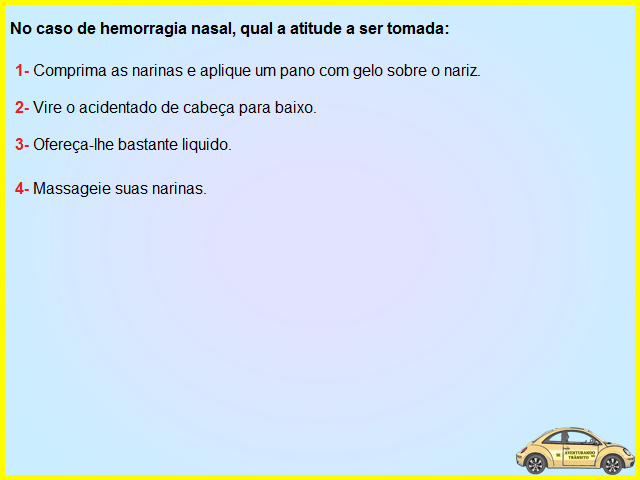 No caso de hemorragia nasal, qual a atitude a ser tomada:
1- Comprima as narinas e aplique um pano com gelo sobre o nariz.
2- Vire o acidentado de cabeça para baixo.
3- Ofereça-lhe bastante liquido.
4- Massageie suas narinas.
AVENTURANDO
TRÂNSITO